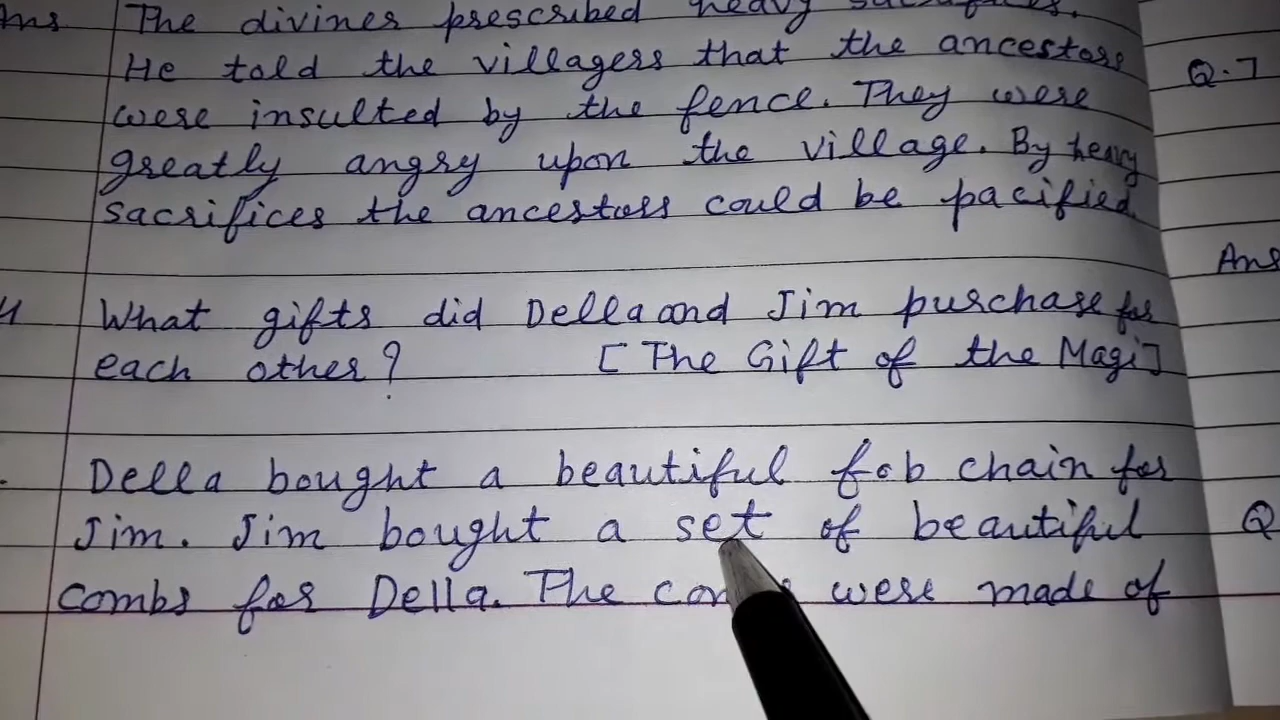 Ans The divines prescribed heavy sacrifices.
He told the villagers that the ancestors
were insulted by the fence. They were
greatly angry upon the village. By heavy
sacrifices the ancestors could be pacified.
4 What gifts did Della and Jim purchase for
each other? [The Gift of the Magi]
Della bought a beautiful fob chain for
Jim. Jim bought a set of beautiful
combs for Della. The were made of
Q.7
Ans
Q